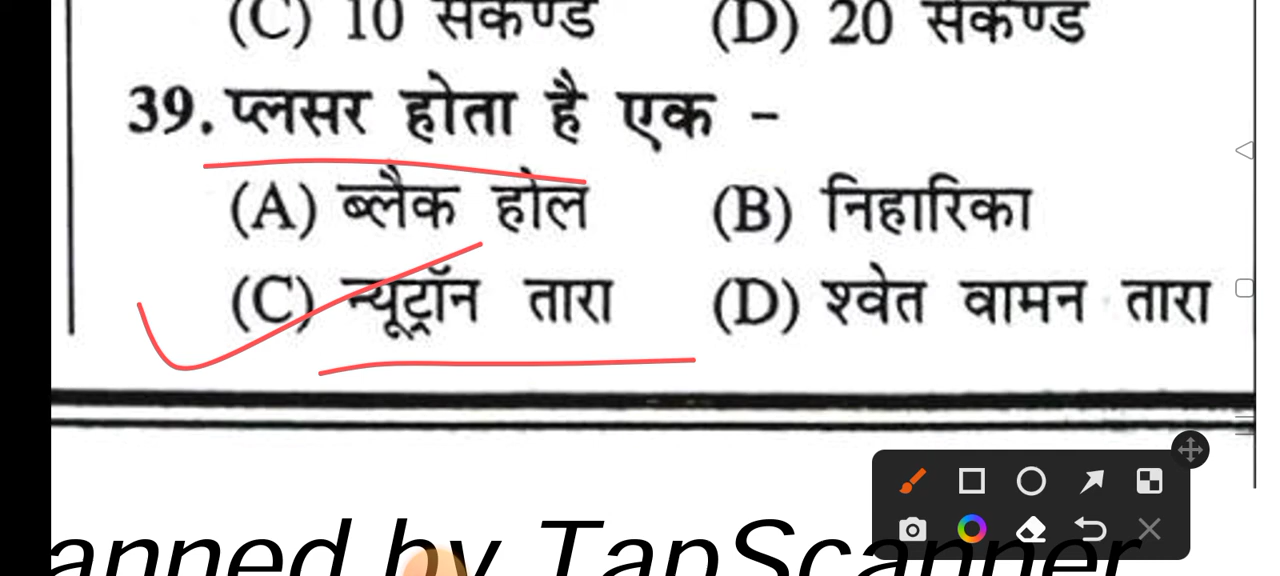 (C) 10 सेकण्ड (D) 20 सेकण्ड
39. प्लसर होता है एक -
(A) ब्लैक होल (B) निहारिका
(C) न्यूट्रॉन तारा (D) श्वेत वामन तारा
anned by TapScanner